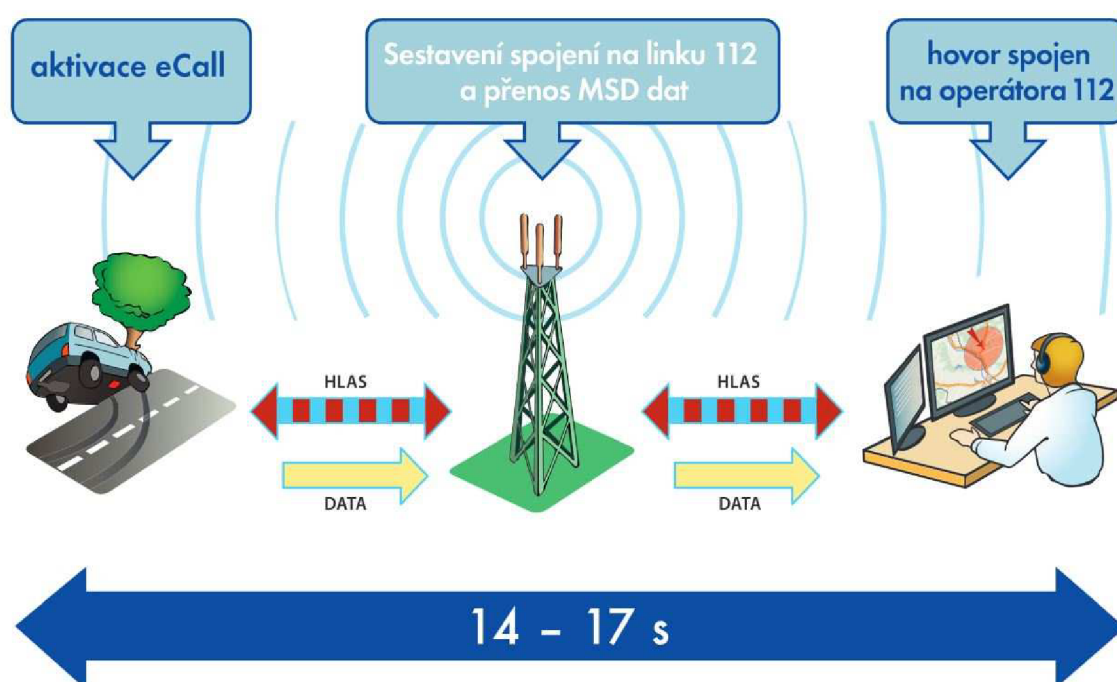 aktivace eCall
Sestavení spojení na linku 112
a přenos MSD dat
hovor spojen
na operátora 112
HLAS
DATA
HLAS
DATA
14 – 17 s